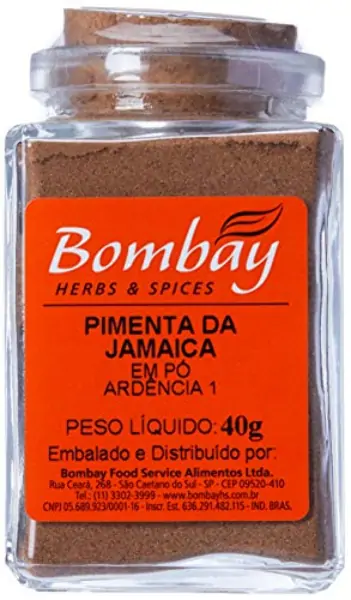 Bombay
HERBS & SPICES
PIMENTA DA
JAMAICA
EM PÓ
ARDÊNCIA 1
PESO LÍQUIDO: 40g
Embalado e Distribuído por:
Bombay Food Service Alimentos Ltda.
Rua Ceará, 268 - São Caetano do Sul - SP - CEP 09520-410
Tel.: (11) 3302-3999 - www.bombayhs.com.br
CNPJ 05.689.923/0001-16 - Inscr. Est. 636.291.482.115 - IND. BRAS.